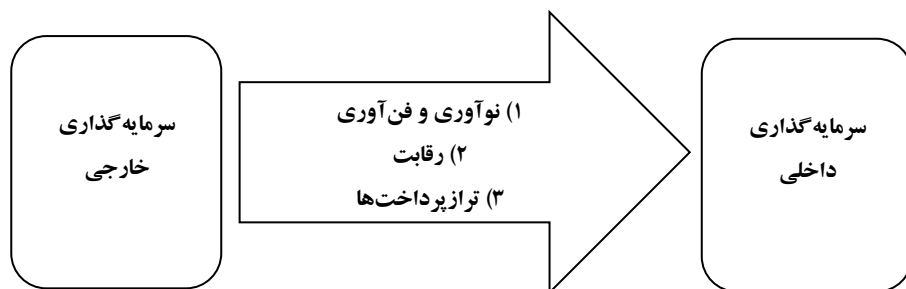 سرمایه‌گذاری
خارجی
۱) نوآوری و فن‌آوری
۲) رقابت
۳) ترازپرداخت‌ها
سرمایه‌گذاری
داخلی